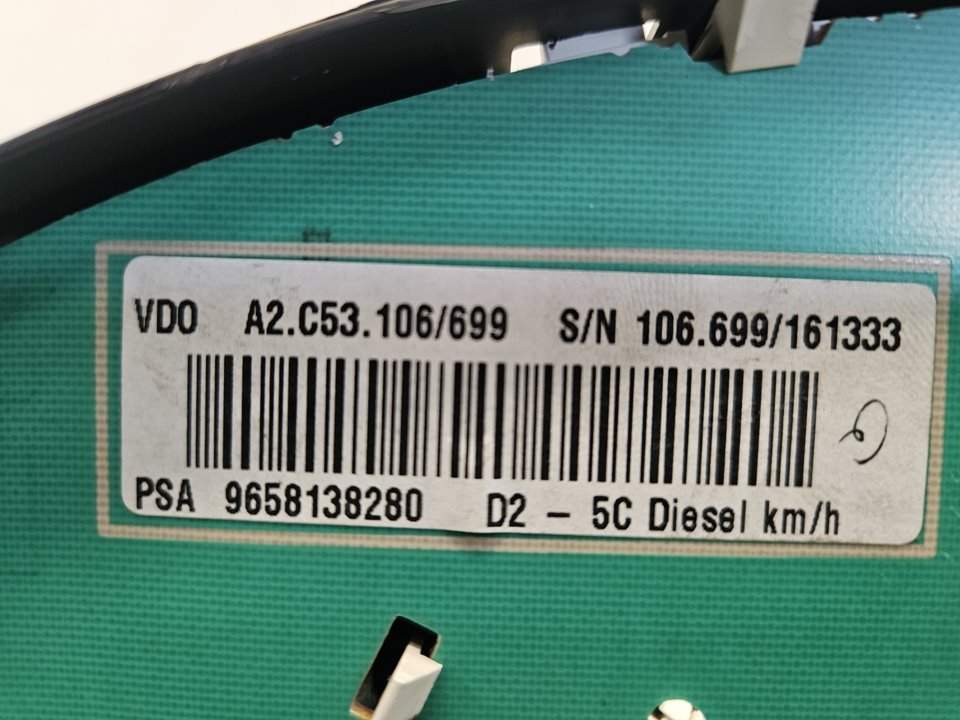 VDO A2.C53.106/699 S/N 106.699/161333
PSA 9658138280 D2 - 5C Diesel km/h